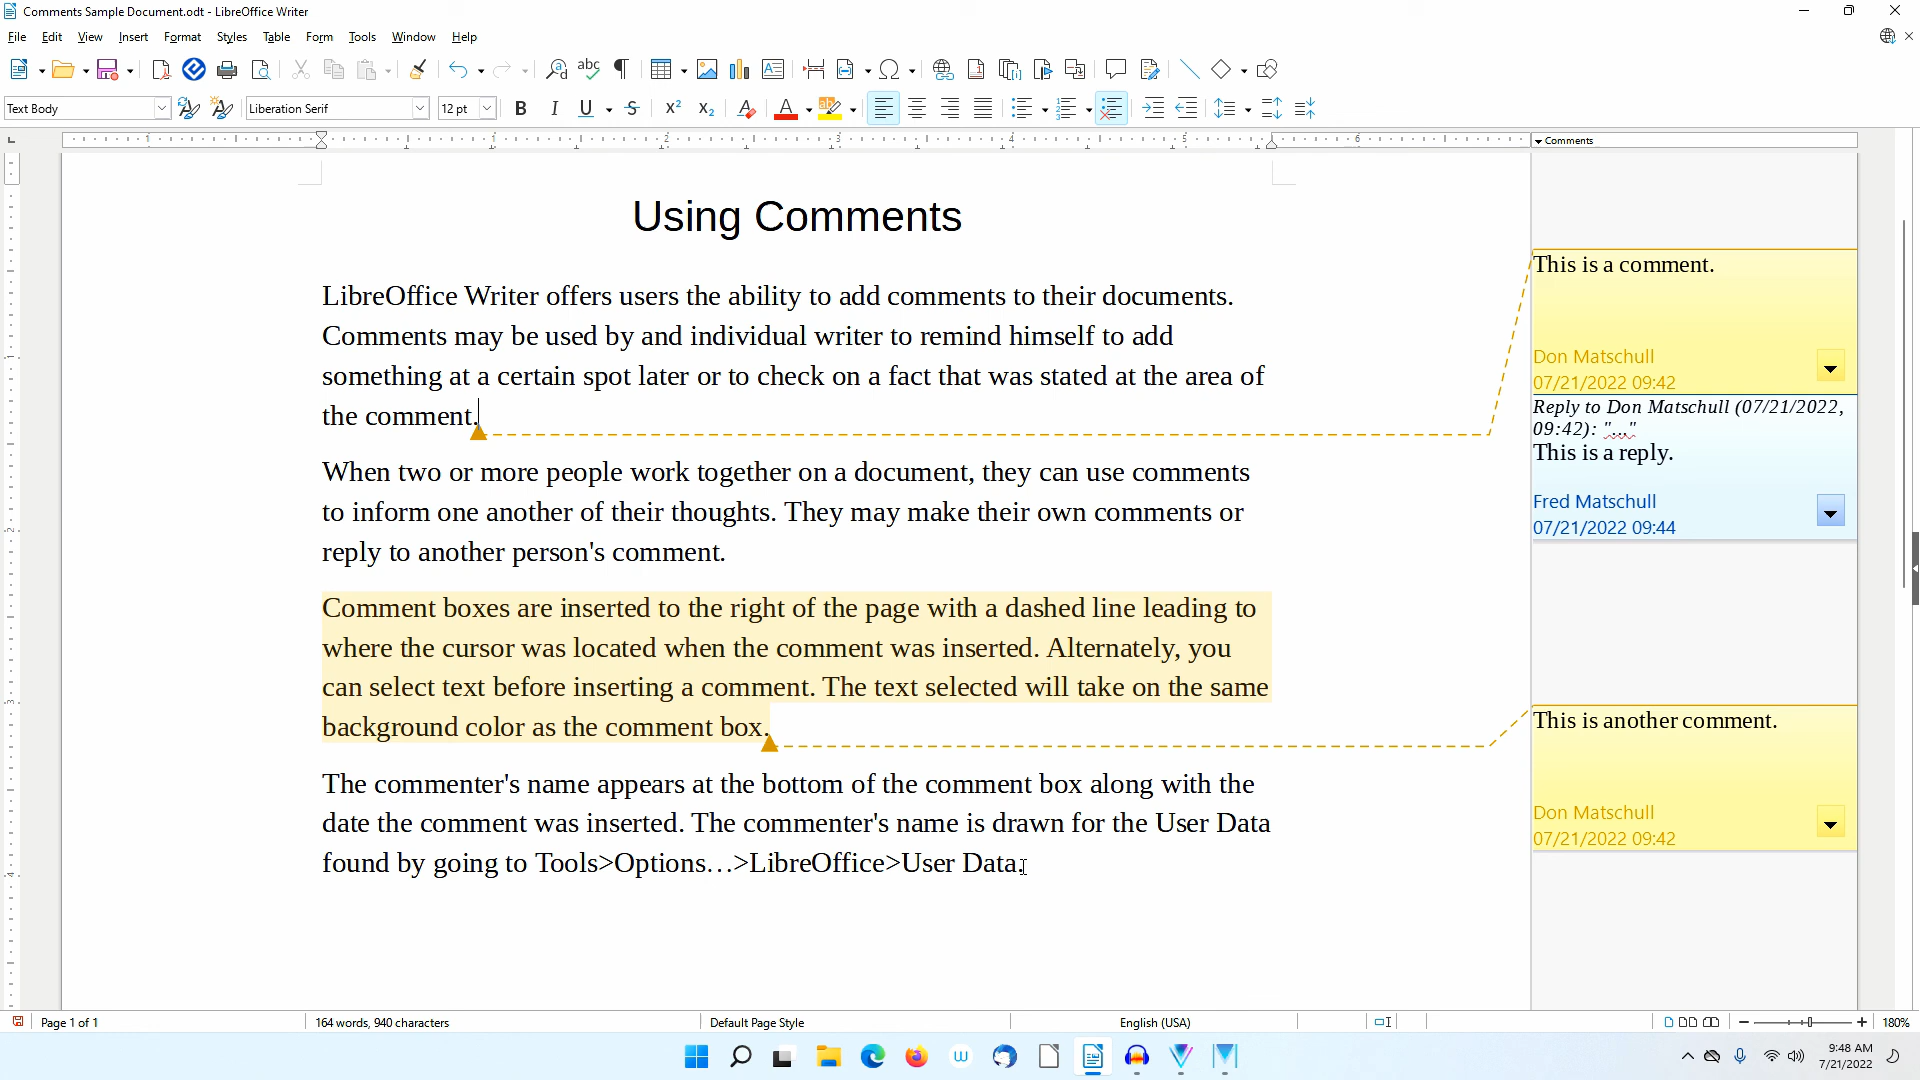 Comments Sample Document.odt - LibreOffice Writer
File Edit View Insert Format Styles Table Form Tools Window Help
Text Body Liberation Serif 12 pt
Comments
Using Comments
LibreOffice Writer offers users the ability to add comments to their documents.
Comments may be used by and individual writer to remind himself to add
something at a certain spot later or to check on a fact that was stated at the area of
the comment.
When two or more people work together on a document, they can use comments
to inform one another of their thoughts. They may make their own comments or
reply to another person's comment.
Comment boxes are inserted to the right of the page with a dashed line leading to
where the cursor was located when the comment was inserted. Alternately, you
can select text before inserting a comment. The text selected will take on the same
background color as the comment box.
The commenter's name appears at the bottom of the comment box along with the
date the comment was inserted. The commenter's name is drawn for the User Data
found by going to Tools>Options…>LibreOffice>User Data.
This is a comment.
Don Matschull
07/21/2022 09:42
Reply to Don Matschull (07/21/2022,
09:42): "..."
This is a reply.
Fred Matschull
07/21/2022 09:44
This is another comment.
Don Matschull
07/21/2022 09:42
Page 1 of 1 164 words, 940 characters Default Page Style English (USA) 180%
9:48 AM
7/21/2022